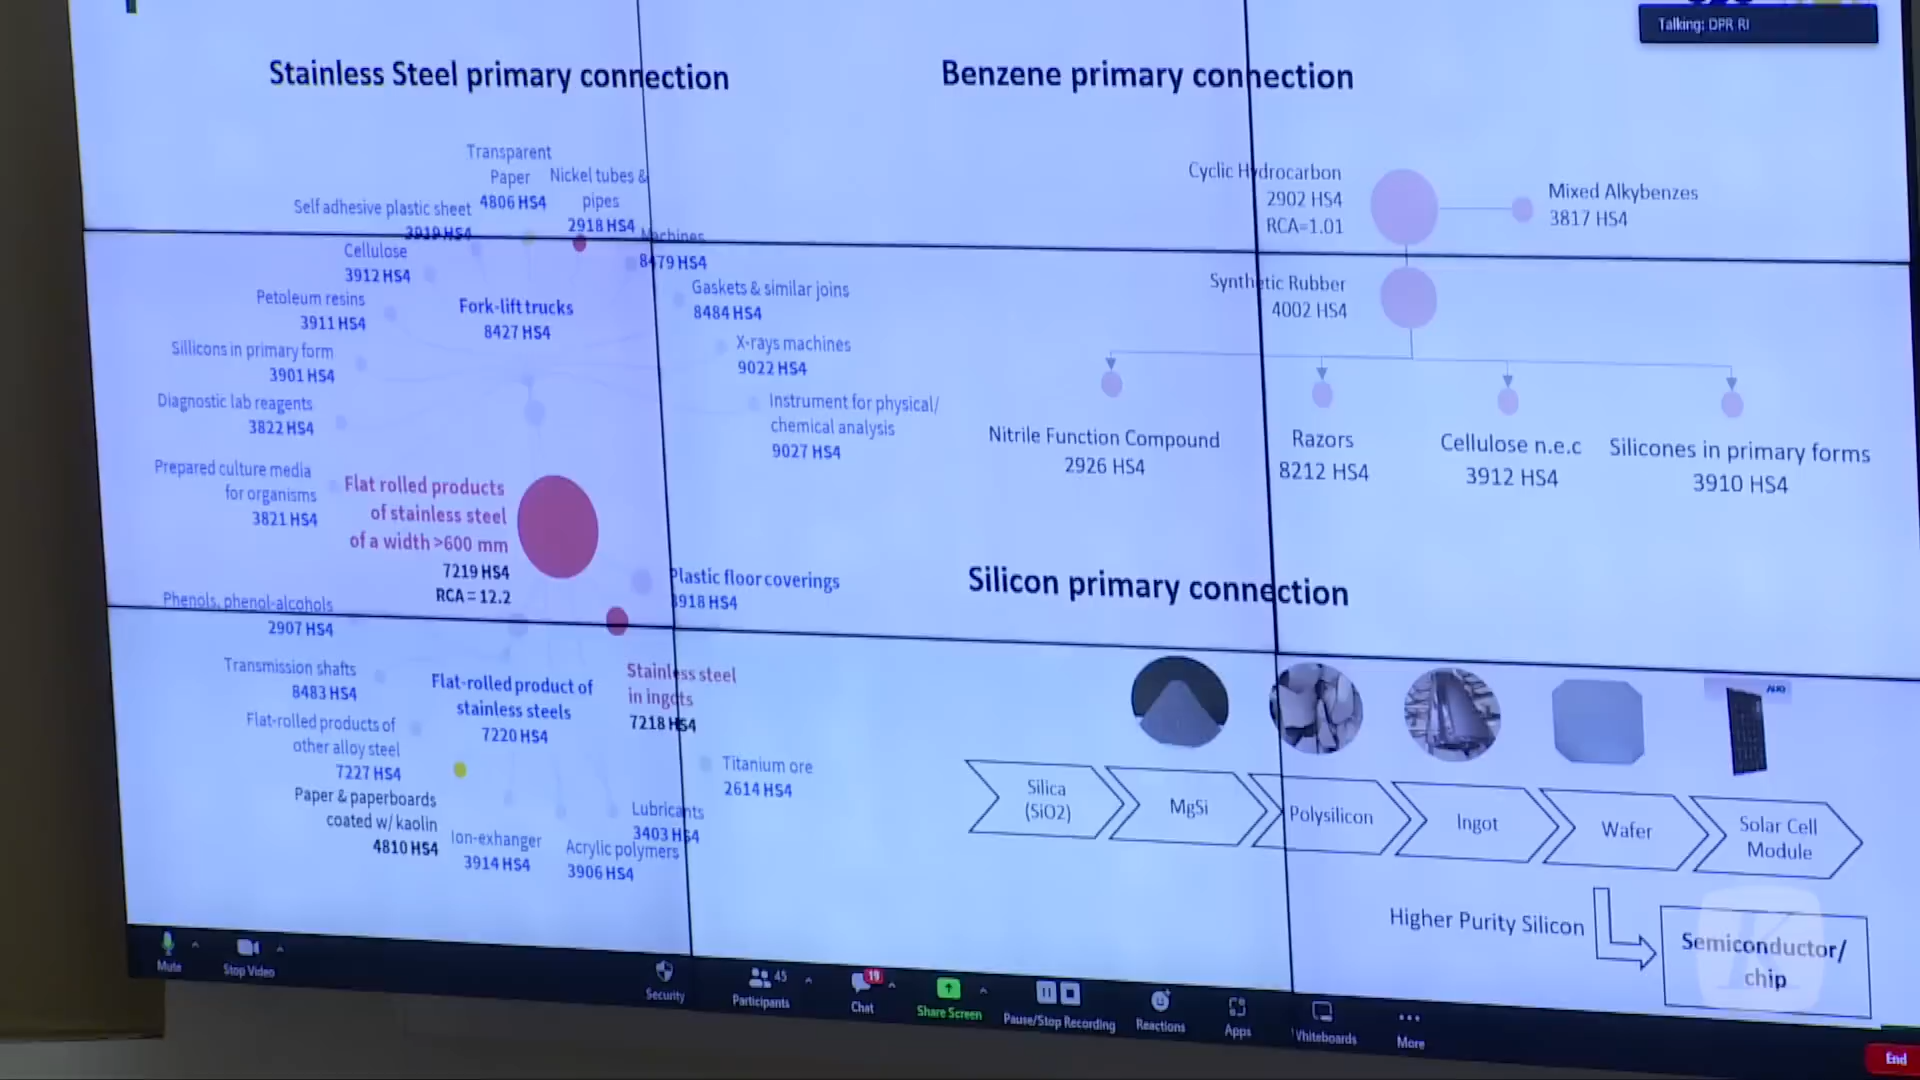 Talking: DPR RI
Stainless Steel primary connection
Transparent
Paper
4806 HS4
Nickel tubes &
pipes
2918 HS4
Self adhesive plastic sheet
3919 HS4
Machines
8479 HS4
Cellulose
3912 HS4
Petoleum resins
3911 HS4
Fork-lift trucks
8427 HS4
Gaskets & similar joins
8484 HS4
Sillicons in primary form
3901 HS4
X-rays machines
9022 HS4
Diagnostic lab reagents
3822 HS4
Instrument for physical/
chemical analysis
9027 HS4
Prepared culture media
for organisms
3821 HS4
Flat rolled products
of stainless steel
of a width >600 mm
7219 HS4
RCA = 12.2
Plastic floor coverings
3918 HS4
Phenols, phenol-alcohols
2907 HS4
Transmission shafts
8483 HS4
Flat-rolled product of
stainless steels
7220 HS4
Stainless steel
in ingots
7218 HS4
Flat-rolled products of
other alloy steel
7227 HS4
Titanium ore
2614 HS4
Paper & paperboards
coated w/ kaolin
4810 HS4
Ion-exhanger
3914 HS4
Lubricants
3403 HS4
Acrylic polymers
3906 HS4
Benzene primary connection
Cyclic Hydrocarbon
2902 HS4
RCA=1.01
Mixed Alkybenzes
3817 HS4
Synthetic Rubber
4002 HS4
Nitrile Function Compound
2926 HS4
Razors
8212 HS4
Cellulose n.e.c
3912 HS4
Silicones in primary forms
3910 HS4
Silicon primary connection
AUO
Silica
(SiO2)
MgSi
Polysilicon
Ingot
Wafer
Solar Cell
Module
Higher Purity Silicon
Semiconductor/
chip
K
Mute
Stop Video
Security
45
Participants
19
Chat
Share Screen
Pause/Stop Recording
Reactions
Apps
Whiteboards
More
End